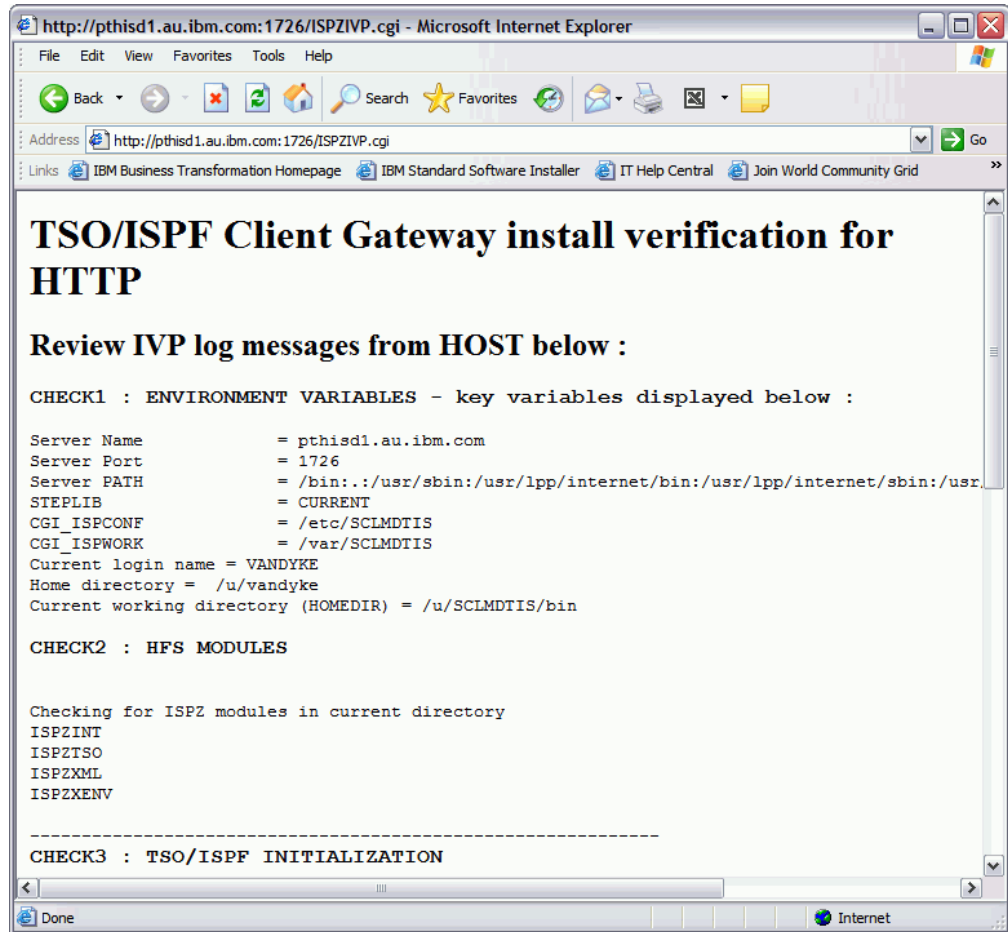 http://pthisd1.au.ibm.com:1726/ISPZIVP.cgi - Microsoft Internet Explorer
File Edit View Favorites Tools Help
Back Search Favorites
Address http://pthisd1.au.ibm.com:1726/ISPZIVP.cgi Go
Links IBM Business Transformation Homepage IBM Standard Software Installer IT Help Central Join World Community Grid »
TSO/ISPF Client Gateway install verification for
HTTP
Review IVP log messages from HOST below :
CHECK1 : ENVIRONMENT VARIABLES - key variables displayed below :
Server Name = pthisd1.au.ibm.com
Server Port = 1726
Server PATH = /bin:.:/usr/sbin:/usr/lpp/internet/bin:/usr/lpp/internet/sbin:/usr.
STEPLIB = CURRENT
CGI_ISPCONF = /etc/SCLMDTIS
CGI_ISPWORK = /var/SCLMDTIS
Current login name = VANDYKE
Home directory = /u/vandyke
Current working directory (HOMEDIR) = /u/SCLMDTIS/bin
CHECK2 : HFS MODULES
Checking for ISPZ modules in current directory
ISPZINT
ISPZTSO
ISPZXML
ISPZXENV
-------------------------------------------------------------
CHECK3 : TSO/ISPF INITIALIZATION
Done Internet